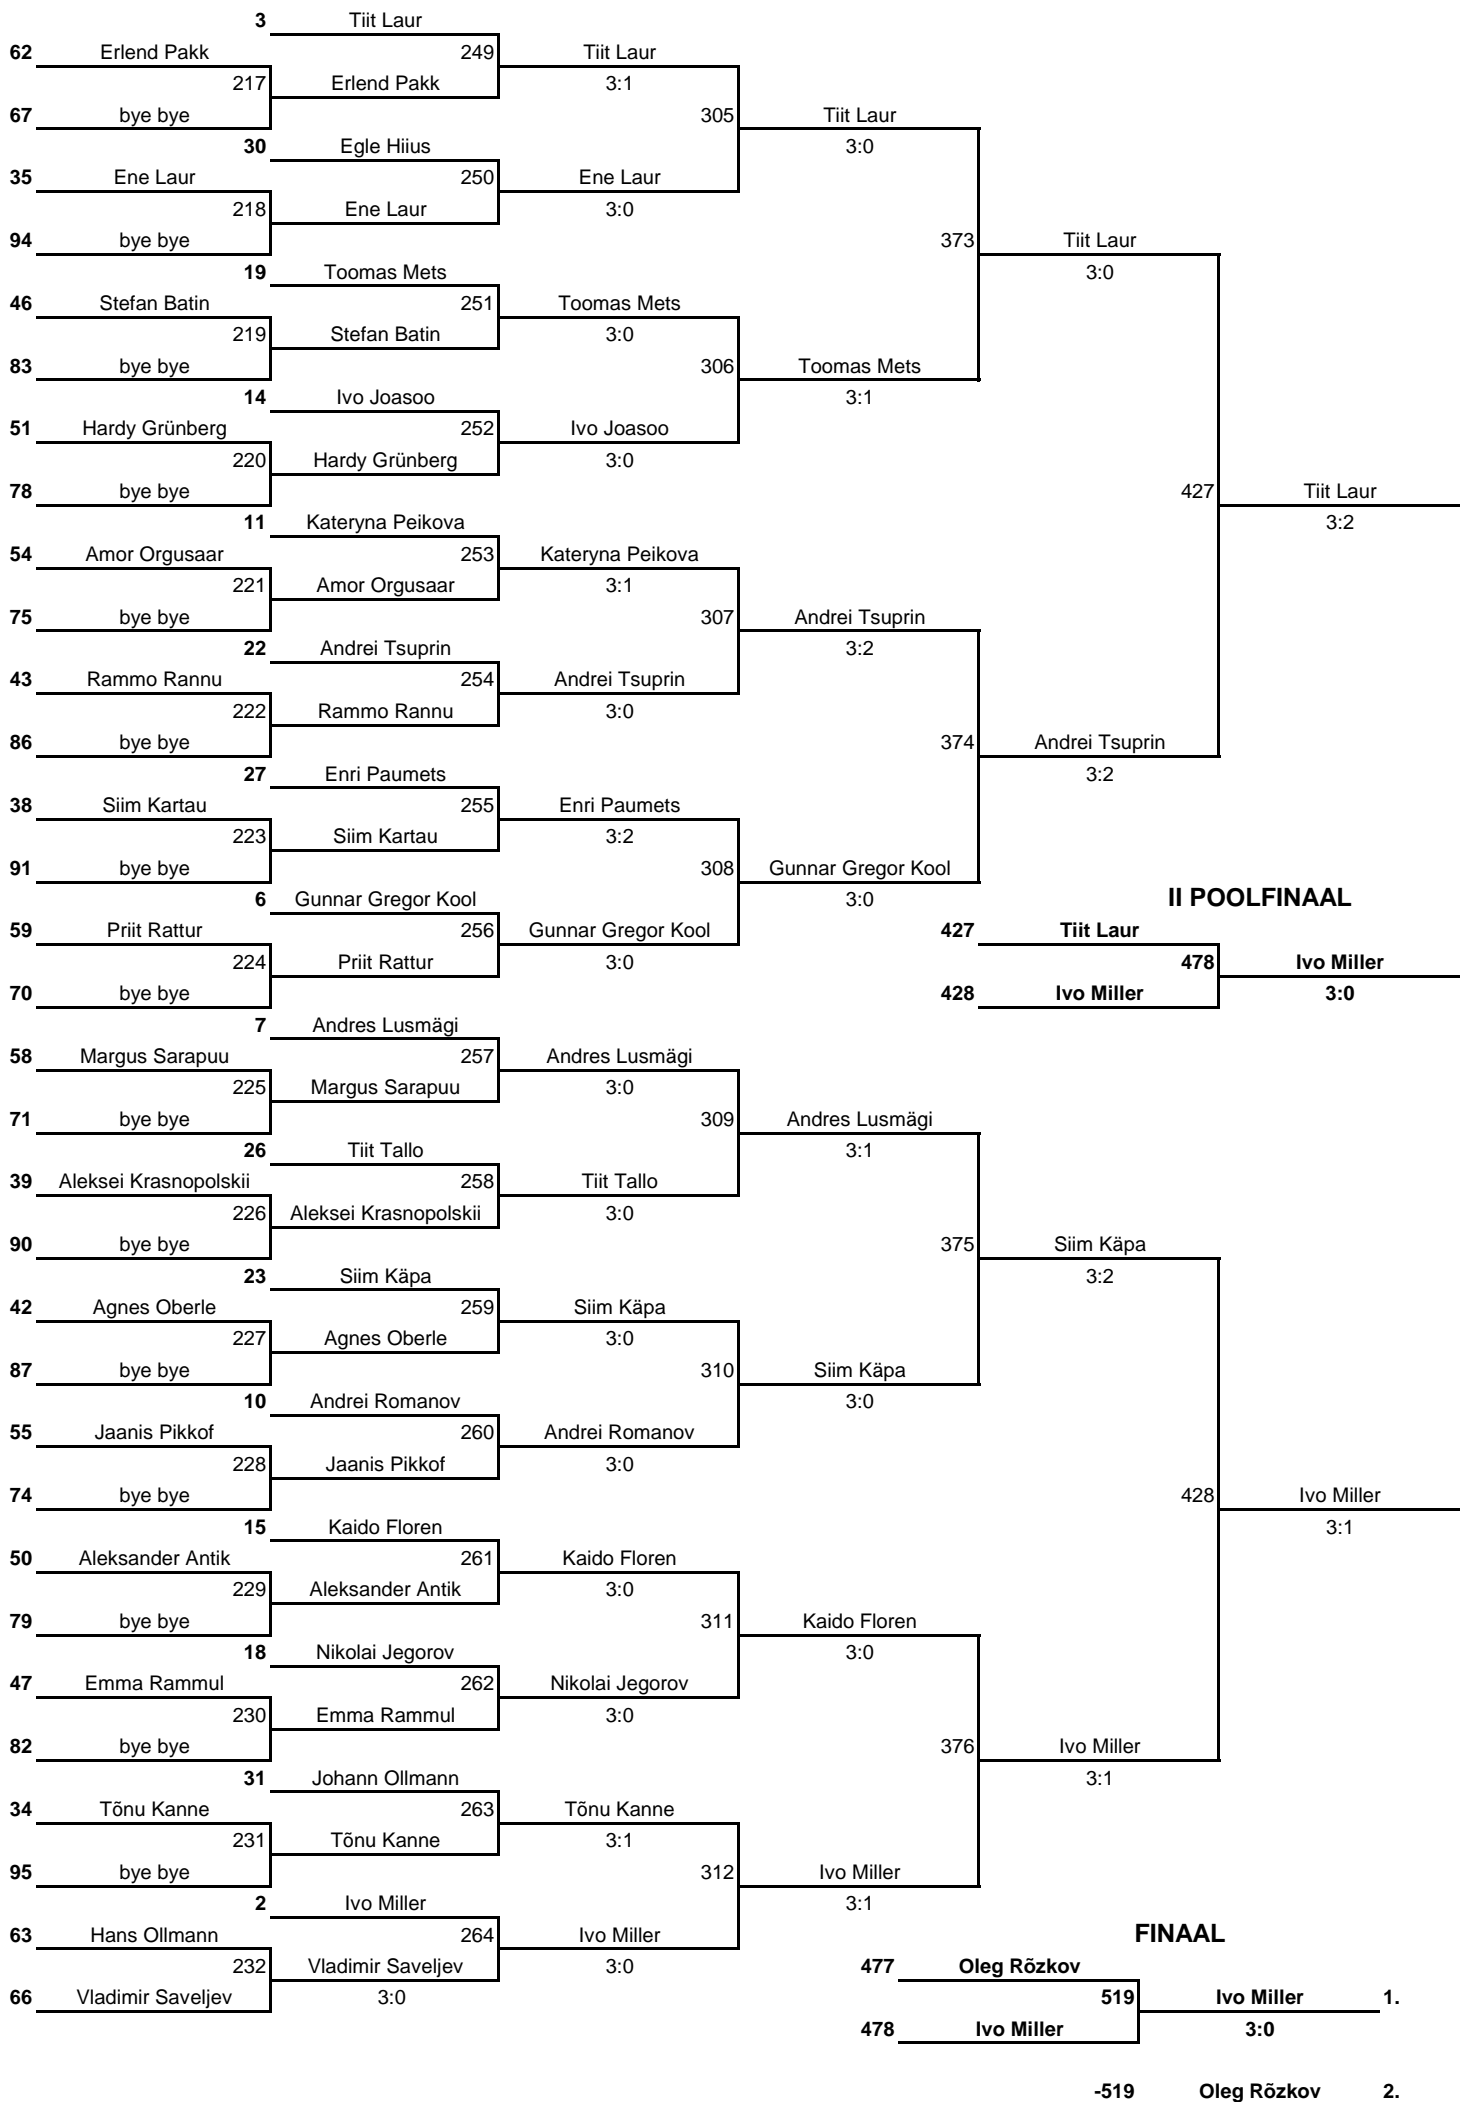 3 Tiit Laur
62 Erlend Pakk 249 Tiit Laur
217 Erlend Pakk 3:1
67 bye bye 305 Tiit Laur
30 Egle Hiius 3:0
35 Ene Laur 250 Ene Laur
218 Ene Laur 3:0
94 bye bye 373 Tiit Laur
19 Toomas Mets 3:0
46 Stefan Batin 251 Toomas Mets
219 Stefan Batin 3:0
83 bye bye 306 Toomas Mets
14 Ivo Joasoo 3:1
51 Hardy Grünberg 252 Ivo Joasoo
220 Hardy Grünberg 3:0
78 bye bye 427 Tiit Laur
11 Kateryna Peikova 3:2
54 Amor Orgusaar 253 Kateryna Peikova
221 Amor Orgusaar 3:1
75 bye bye 307 Andrei Tsuprin
22 Andrei Tsuprin 3:2
43 Rammo Rannu 254 Andrei Tsuprin
222 Rammo Rannu 3:0
86 bye bye 374 Andrei Tsuprin
27 Enri Paumets 3:2
38 Siim Kartau 255 Enri Paumets
223 Siim Kartau 3:2
91 bye bye 308 Gunnar Gregor Kool
6 Gunnar Gregor Kool 3:0 II POOLFINAAL
59 Priit Rattur 256 Gunnar Gregor Kool 427 Tiit Laur
224 Priit Rattur 3:0 478 Ivo Miller
70 bye bye 428 Ivo Miller 3:0
7 Andres Lusmägi
58 Margus Sarapuu 257 Andres Lusmägi
225 Margus Sarapuu 3:0
71 bye bye 309 Andres Lusmägi
26 Tiit Tallo 3:1
39 Aleksei Krasnopolskii 258 Tiit Tallo
226 Aleksei Krasnopolskii 3:0
90 bye bye 375 Siim Käpa
23 Siim Käpa 3:2
42 Agnes Oberle 259 Siim Käpa
227 Agnes Oberle 3:0
87 bye bye 310 Siim Käpa
10 Andrei Romanov 3:0
55 Jaanis Pikkof 260 Andrei Romanov
228 Jaanis Pikkof 3:0
74 bye bye 428 Ivo Miller
15 Kaido Floren 3:1
50 Aleksander Antik 261 Kaido Floren
229 Aleksander Antik 3:0
79 bye bye 311 Kaido Floren
18 Nikolai Jegorov 3:0
47 Emma Rammul 262 Nikolai Jegorov
230 Emma Rammul 3:0
82 bye bye 376 Ivo Miller
31 Johann Ollmann 3:1
34 Tõnu Kanne 263 Tõnu Kanne
231 Tõnu Kanne 3:1
95 bye bye 312 Ivo Miller
2 Ivo Miller 3:1
63 Hans Ollmann 264 Ivo Miller FINAAL
232 Vladimir Saveljev 3:0 477 Oleg Rõzkov
66 Vladimir Saveljev 3:0 519 Ivo Miller 1.
478 Ivo Miller 3:0
-519 Oleg Rõzkov 2.